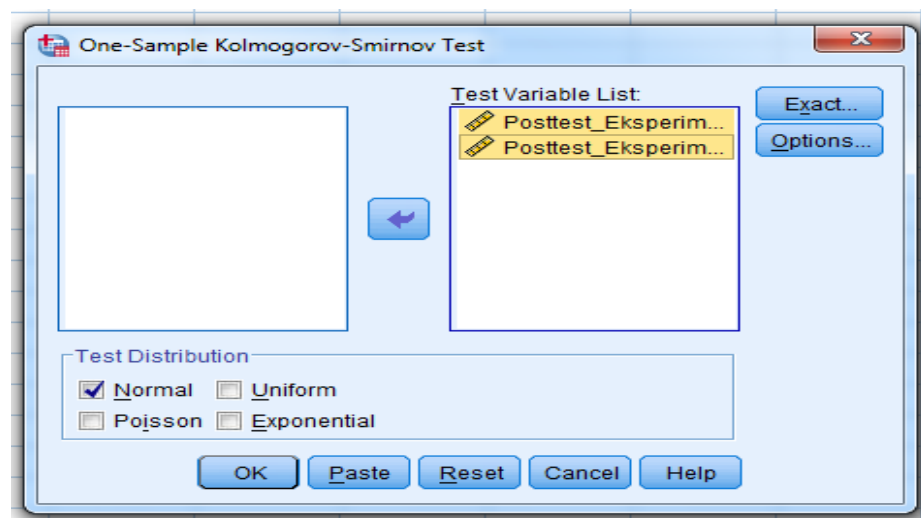 One-Sample Kolmogorov-Smirnov Test
Test Variable List:
Posttest_Eksperim...
Posttest_Eksperim...
Exact...
Options...
Test Distribution
Normal Uniform
Poisson Exponential
OK Paste Reset Cancel Help